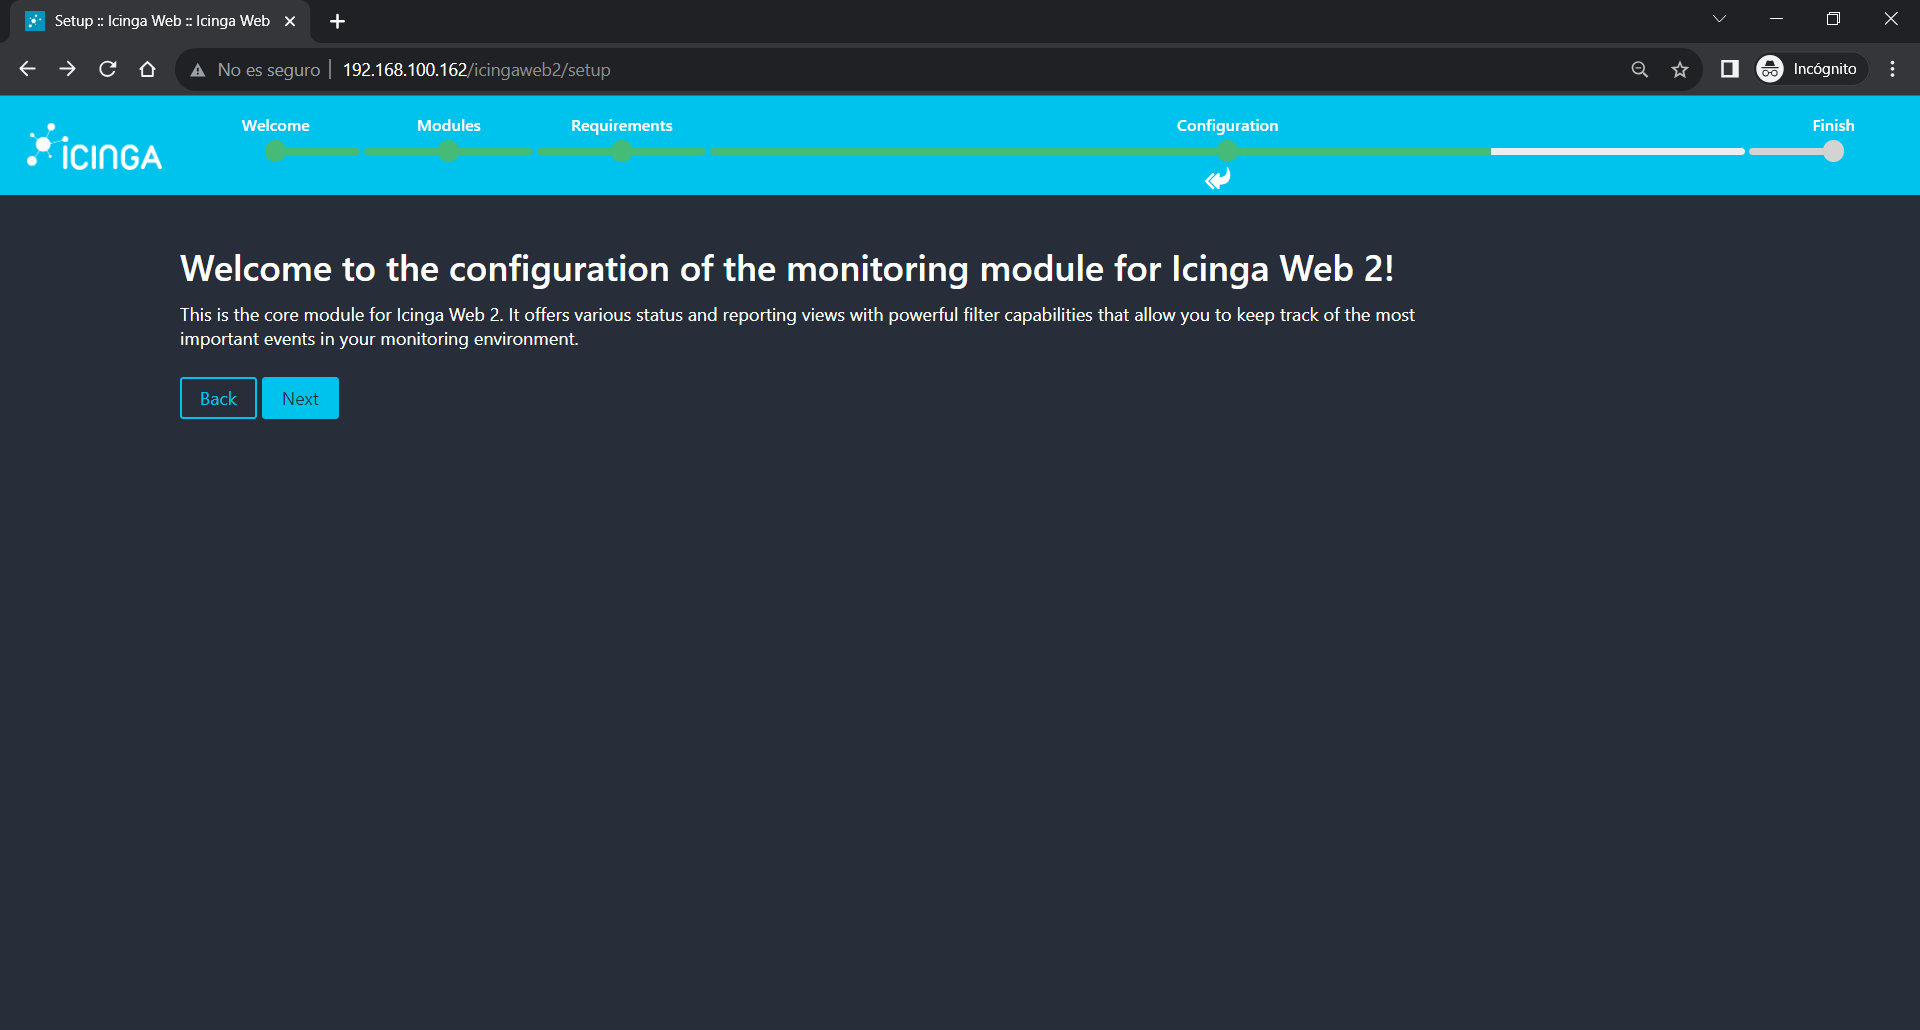 Setup :: Icinga Web :: Icinga Web
No es seguro 192.168.100.162/icingaweb2/setup
Incógnito
Welcome Modules Requirements Configuration Finish
ICINGA
Welcome to the configuration of the monitoring module for Icinga Web 2!
This is the core module for Icinga Web 2. It offers various status and reporting views with powerful filter capabilities that allow you to keep track of the most
important events in your monitoring environment.
Back Next